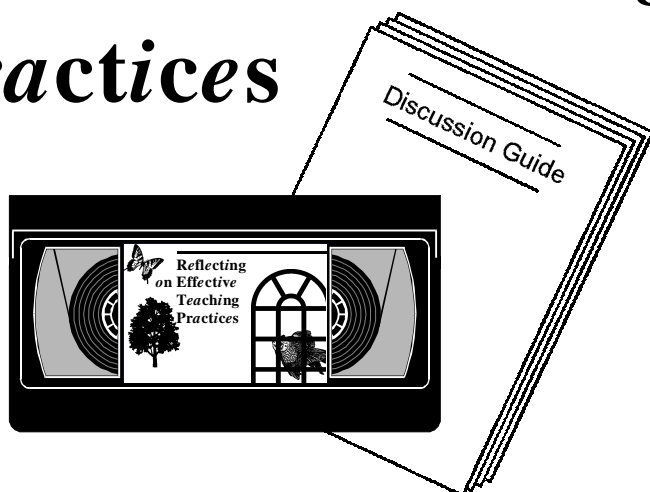 actices
Discussion Guide
Reflecting
on Effective
Teaching
Practices